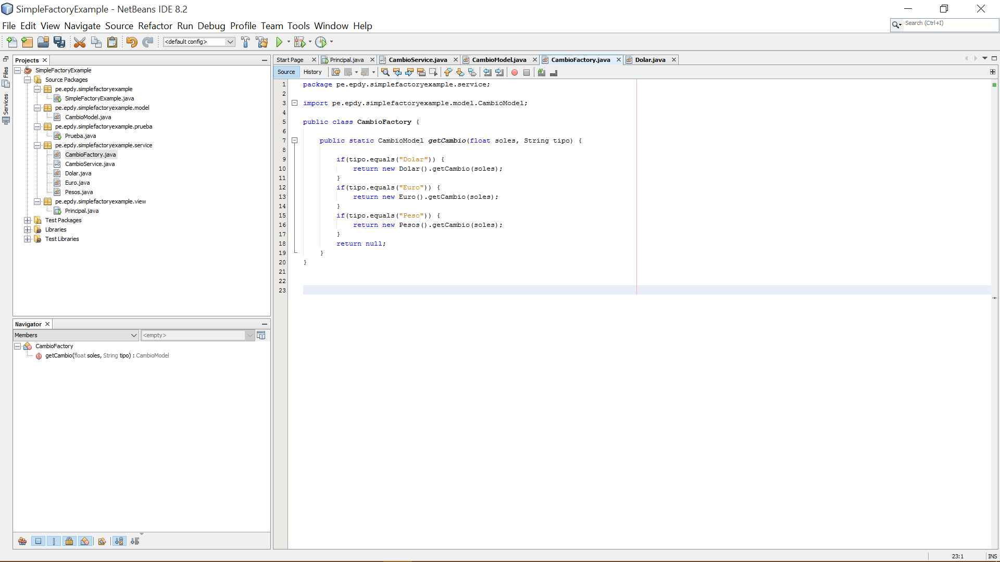 SimpleFactoryExample - NetBeans IDE 8.2
File Edit View Navigate Source Refactor Run Debug Profile Team Tools Window Help
Search (Ctrl+I)
<default config>
Files
Services
Projects
SimpleFactoryExample
Source Packages
pe.epdy.simplefactoryexample
SimpleFactoryExample.java
pe.epdy.simplefactoryexample.model
CambioModel.java
pe.epdy.simplefactoryexample.prueba
Prueba.java
pe.epdy.simplefactoryexample.service
CambioFactory.java
CambioService.java
Dolar.java
Euro.java
Pesos.java
pe.epdy.simplefactoryexample.view
Principal.java
Test Packages
Libraries
Test Libraries
Start Page Principal.java CambioService.java CambioModel.java CambioFactory.java Dolar.java
Source History
1 package pe.epdy.simplefactoryexample.service;
2
3 import pe.epdy.simplefactoryexample.model.CambioModel;
4
5 public class CambioFactory {
6
7 public static CambioModel getCambio(float soles, String tipo) {
8
9 if(tipo.equals("Dolar")) {
10 return new Dolar().getCambio(soles);
11 }
12 if(tipo.equals("Euro")) {
13 return new Euro().getCambio(soles);
14 }
15 if(tipo.equals("Peso")) {
16 return new Pesos().getCambio(soles);
17 }
18 return null;
19 }
20 }
21
22
23
Navigator
Members
<empty>
CambioFactory
getCambio(float soles, String tipo) : CambioModel
23:1
INS